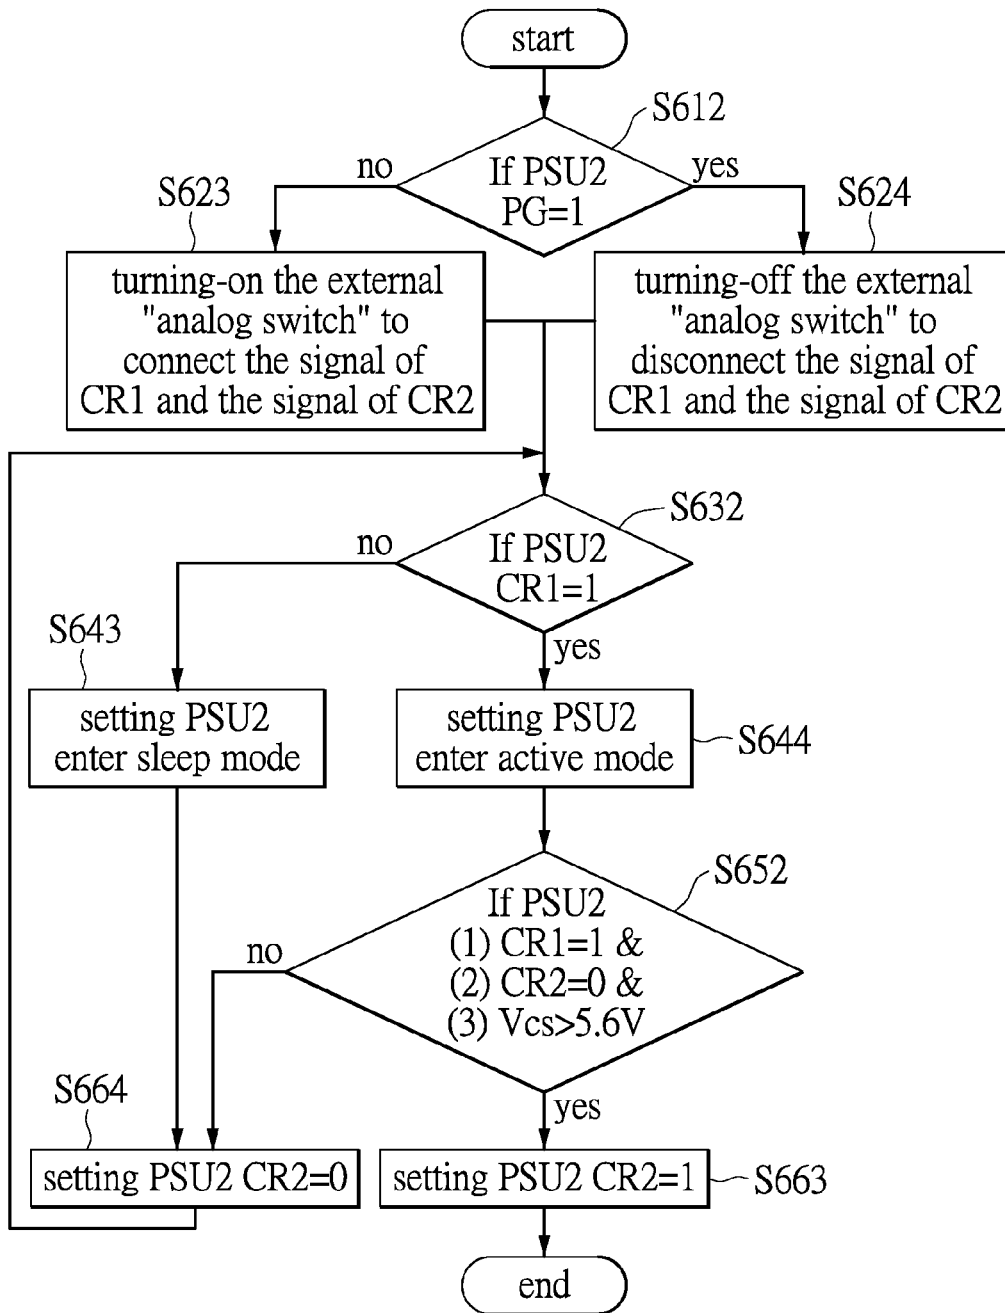 start
S612
no
If PSU2
PG=1
yes
S623
S624
turning-on the external
"analog switch" to
connect the signal of
CR1 and the signal of CR2
turning-off the external
"analog switch" to
disconnect the signal of
CR1 and the signal of CR2
S632
no
If PSU2
CR1=1
yes
S643
setting PSU2
enter sleep mode
setting PSU2
enter active mode
S644
S652
no
If PSU2
(1) CR1=1 &
(2) CR2=0 &
(3) Vcs>5.6V
yes
S664
setting PSU2 CR2=0
setting PSU2 CR2=1
S663
end